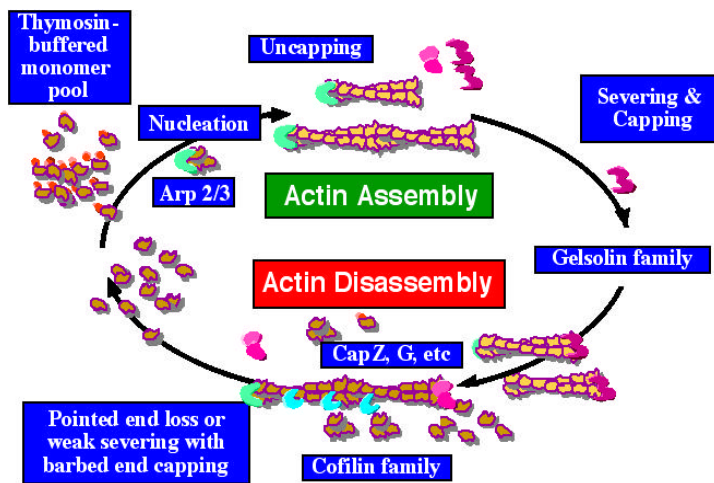 Thymosin-
buffered
monomer
pool
Uncapping
Severing &
Capping
Nucleation
Arp 2/3
Actin Assembly
Gelsolin family
Actin Disassembly
CapZ, G, etc
Pointed end loss or
weak severing with
barbed end capping
Cofilin family